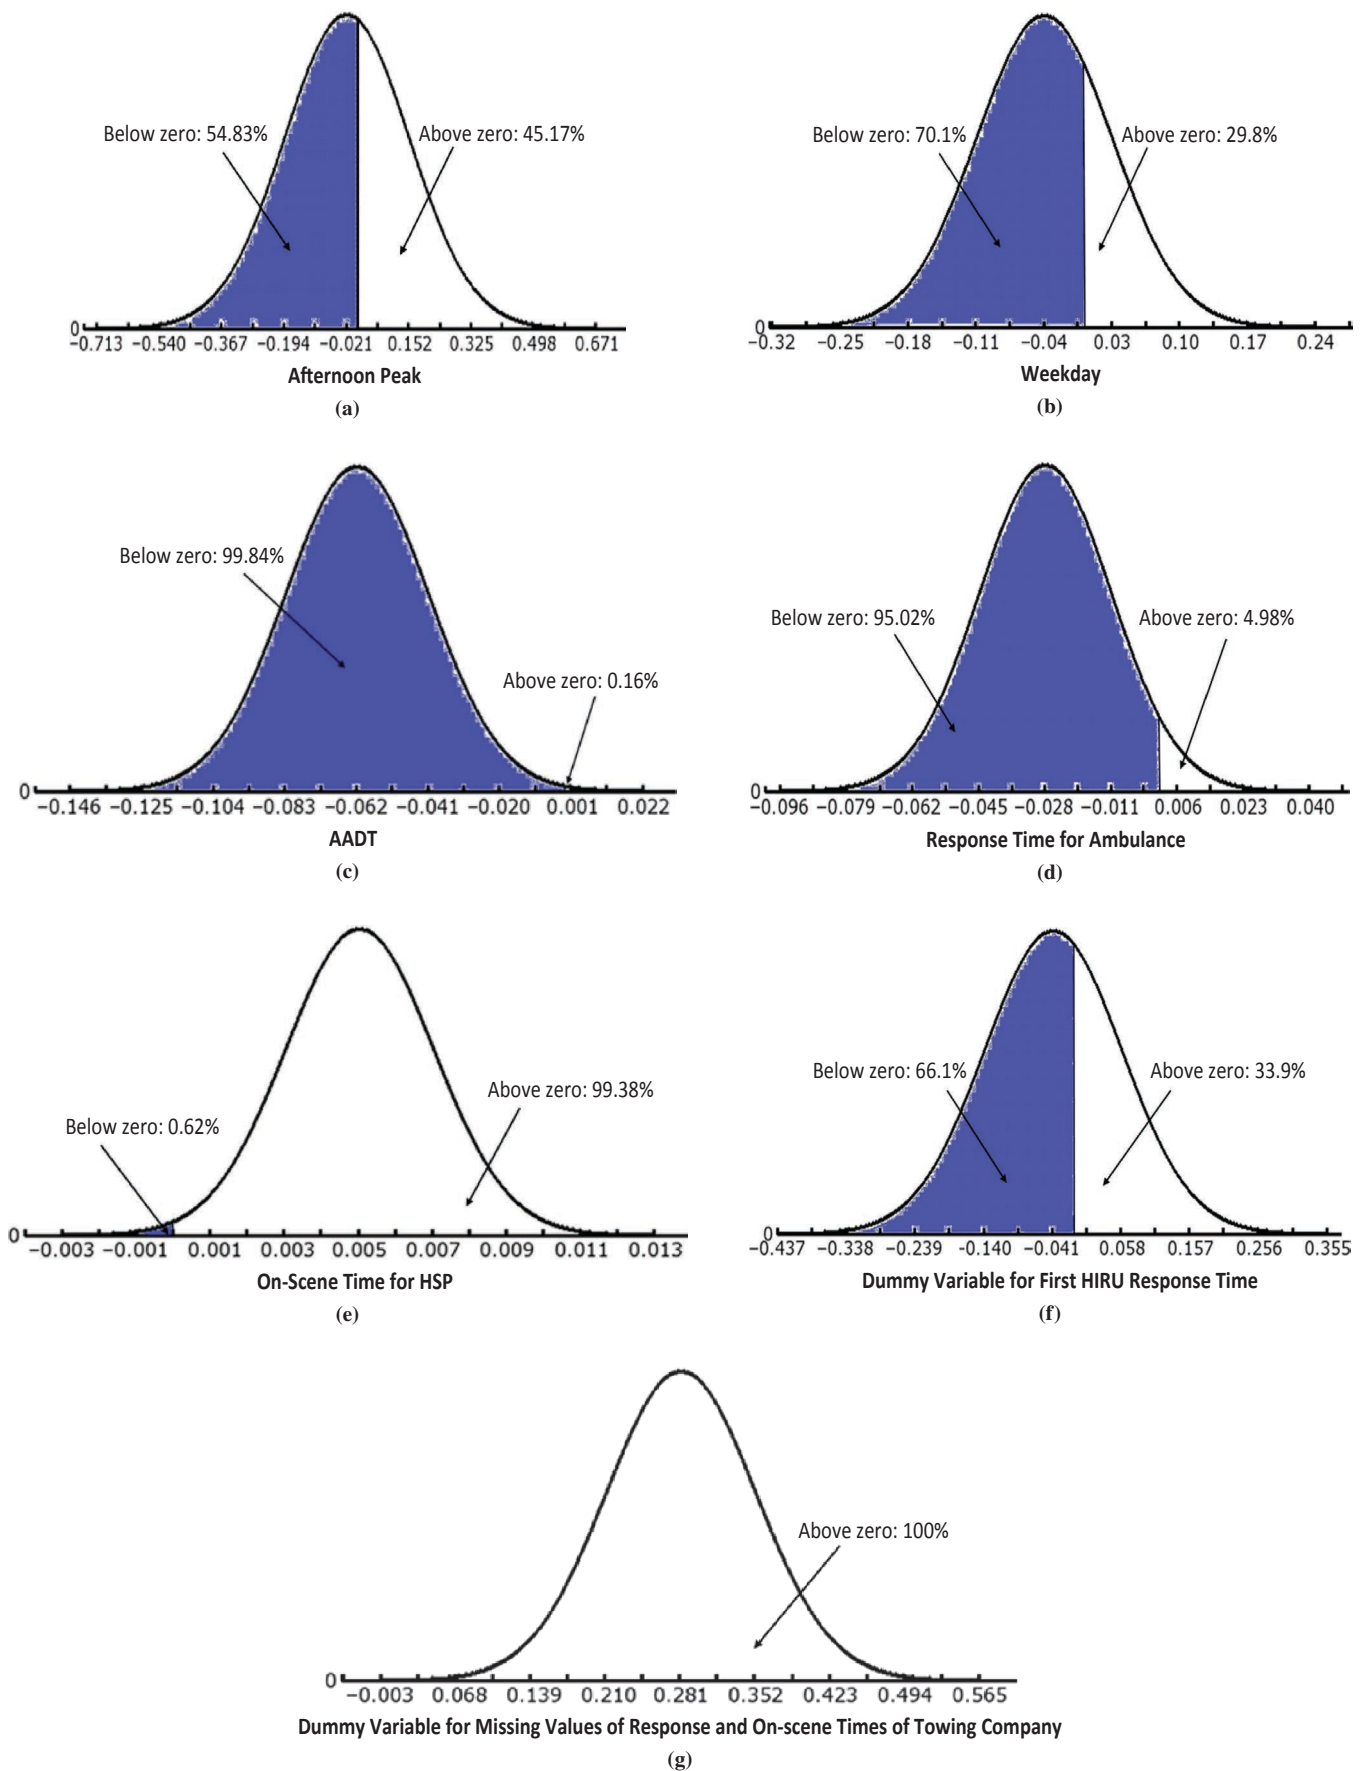 Below zero: 54.83%
Above zero: 45.17%
0
−0.713 −0.540 −0.367 −0.194 −0.021 0.152 0.325 0.498 0.671
Afternoon Peak
(a)
Below zero: 70.1%
Above zero: 29.8%
0
−0.32 −0.25 −0.18 −0.11 −0.04 0.03 0.10 0.17 0.24
Weekday
(b)
Below zero: 99.84%
Above zero: 0.16%
0
−0.146 −0.125 −0.104 −0.083 −0.062 −0.041 −0.020 0.001 0.022
AADT
(c)
Below zero: 95.02%
Above zero: 4.98%
0
−0.096 −0.079 −0.062 −0.045 −0.028 −0.011 0.006 0.023 0.040
Response Time for Ambulance
(d)
Below zero: 0.62%
Above zero: 99.38%
0
−0.003 −0.001 0.001 0.003 0.005 0.007 0.009 0.011 0.013
On-Scene Time for HSP
(e)
Below zero: 66.1%
Above zero: 33.9%
0
−0.437 −0.338 −0.239 −0.140 −0.041 0.058 0.157 0.256 0.355
Dummy Variable for First HIRU Response Time
(f)
Above zero: 100%
0
−0.003 0.068 0.139 0.210 0.281 0.352 0.423 0.494 0.565
Dummy Variable for Missing Values of Response and On-scene Times of Towing Company
(g)